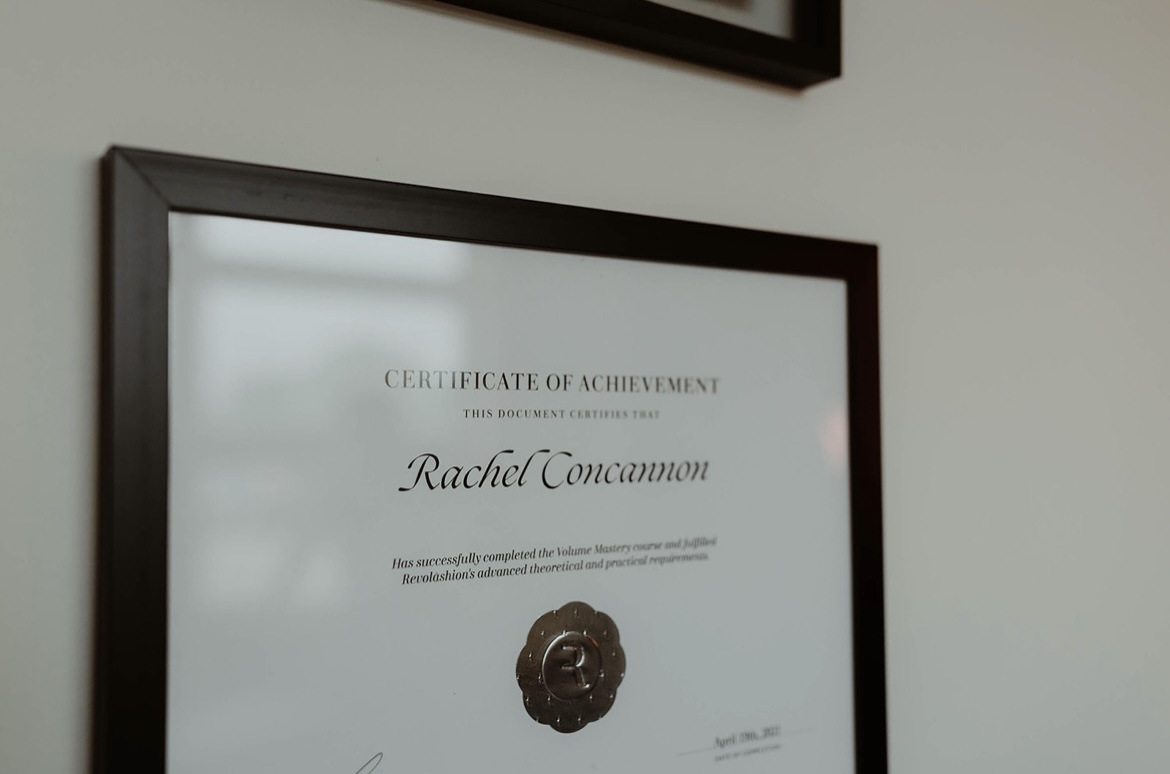 CERTIFICATE OF ACHIEVEMENT
THIS DOCUMENT CERTIFIES THAT
Rachel Concannon
Has successfully completed the Volume Mastery course and fulfilled
Revolashion's advanced theoretical and practical requirements.
R
April